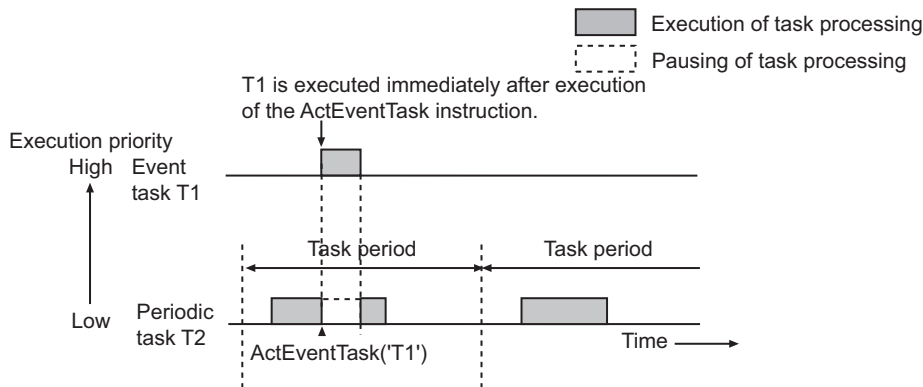 Execution of task processing
Pausing of task processing
T1 is executed immediately after execution
of the ActEventTask instruction.
Execution priority
High
Event
task T1
Task period
Task period
Low
Periodic
task T2
ActEventTask('T1')
Time